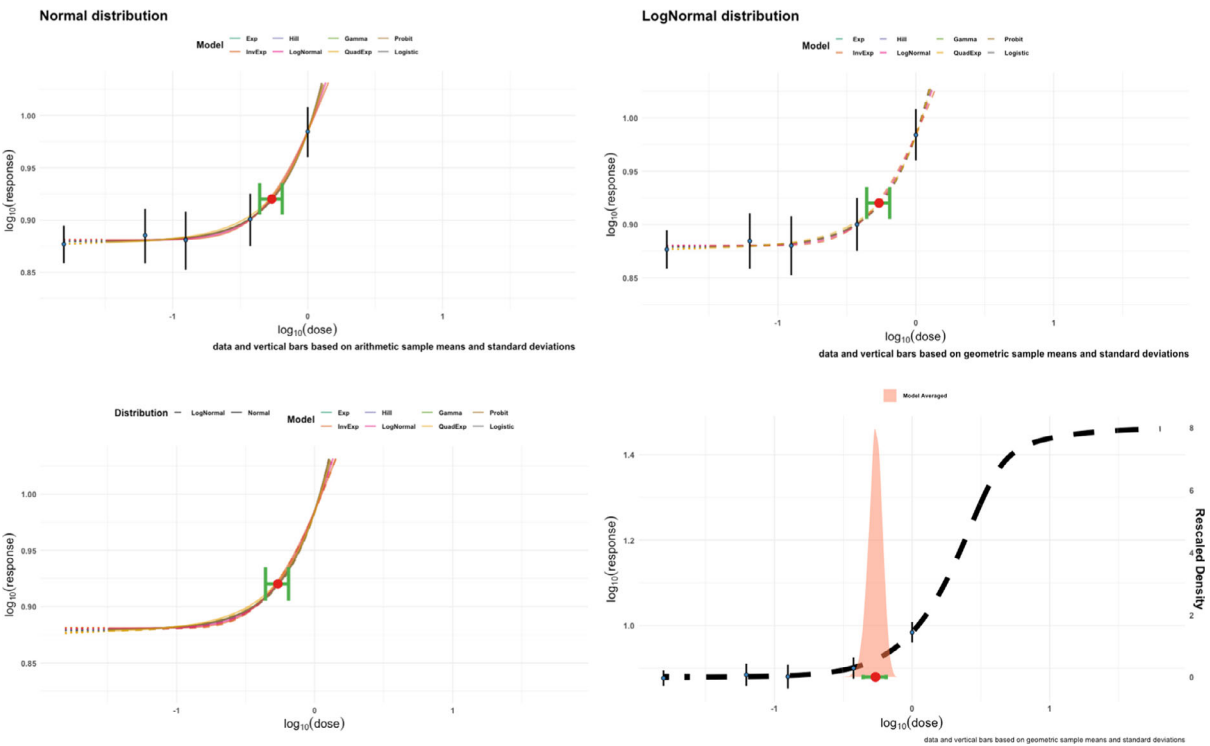 Normal distribution
Model Exp Hill Gamma Probit
InvExp LogNormal QuadExp Logistic
1.00
0.95
0.90
0.85
log10(response)
-1 0 1
log10(dose)
data and vertical bars based on arithmetic sample means and standard deviations
LogNormal distribution
Model Exp Hill Gamma Probit
InvExp LogNormal QuadExp Logistic
1.00
0.95
0.90
0.85
log10(response)
-1 0 1
log10(dose)
data and vertical bars based on geometric sample means and standard deviations
Distribution LogNormal Normal Model Exp Hill Gamma Probit
InvExp LogNormal QuadExp Logistic
1.00
0.95
0.90
0.85
log10(response)
-1 0 1
log10(dose)
Model Averaged
1.4
1.2
1.0
log10(response)
8
6
4
2
0
Rescaled Density
-1 0 1
log10(dose)
data and vertical bars based on geometric sample means and standard deviations